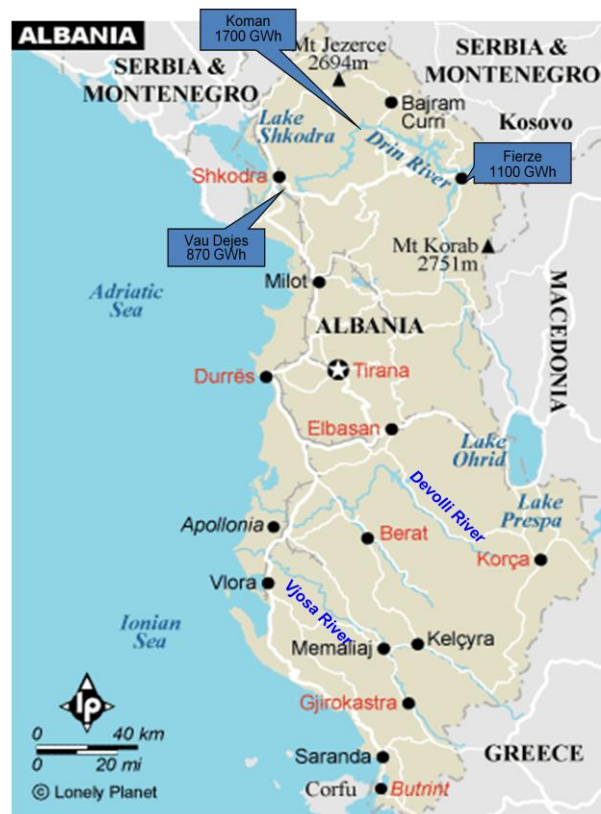 ALBANIA
Koman
1700 GWh
Mt Jezerce
2694m
SERBIA &
MONTENEGRO
SERBIA &
MONTENEGRO
Bajram
Curri
Kosovo
Lake
Shkodra
Drin River
Fierze
1100 GWh
Shkodra
Vau Dejes
870 GWh
Mt Korab
2751m
Milot
Adriatic
Sea
ALBANIA
MACEDONIA
Tirana
Durrës
Elbasan
Lake
Ohrid
Devolli River
Lake
Prespa
Apollonia
Berat
Korça
Vlora
Vjosa River
Ionian
Sea
Kelçyra
Memaliaj
lp
Gjirokastra
0 40 km
0 20 mi
GREECE
Saranda
© Lonely Planet
Corfu
Butrint